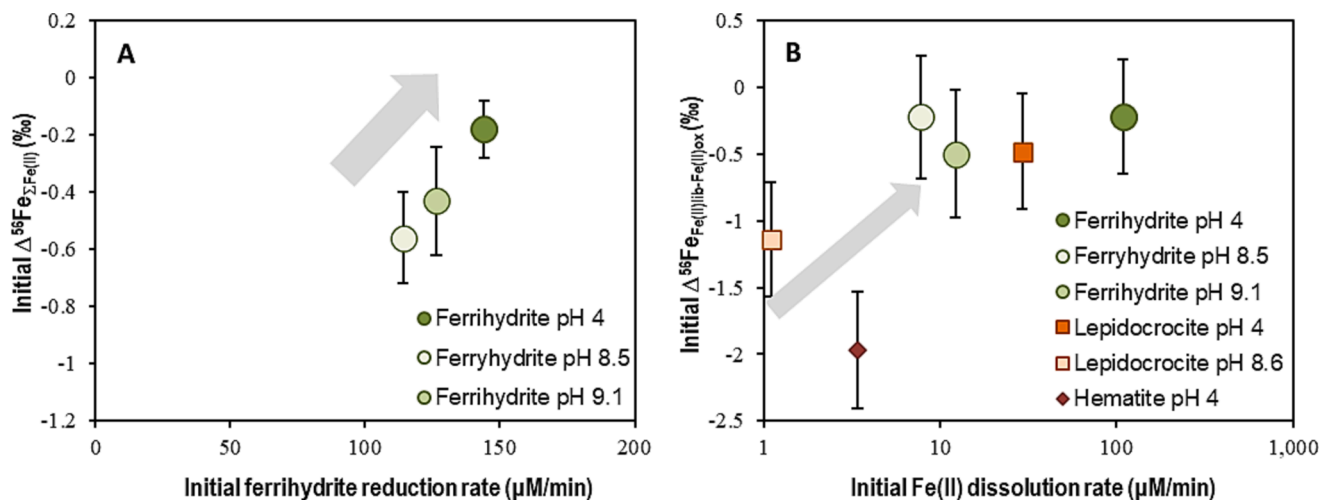 A
Initial Δ⁵⁶Fe_ΣFe(II) (‰)
0.2
0
-0.2
-0.4
-0.6
-0.8
-1
-1.2
Ferrihydrite pH 4
Ferryhydrite pH 8.5
Ferrihydrite pH 9.1
0 50 100 150 200
Initial ferrihydrite reduction rate (µM/min)
B
Initial Δ⁵⁶Fe_Fe(II)lib-Fe(II)ox (‰)
0.5
0
-0.5
-1
-1.5
-2
-2.5
Ferrihydrite pH 4
Ferryhydrite pH 8.5
Ferrihydrite pH 9.1
Lepidocrocite pH 4
Lepidocrocite pH 8.6
Hematite pH 4
1 10 100 1,000
Initial Fe(II) dissolution rate (µM/min)